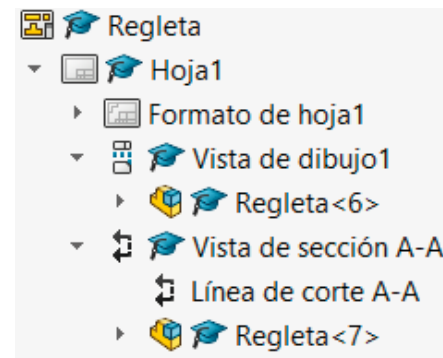 Regleta
Hoja1
Formato de hoja1
Vista de dibujo1
Regleta<6>
Vista de sección A-A
Línea de corte A-A
Regleta<7>